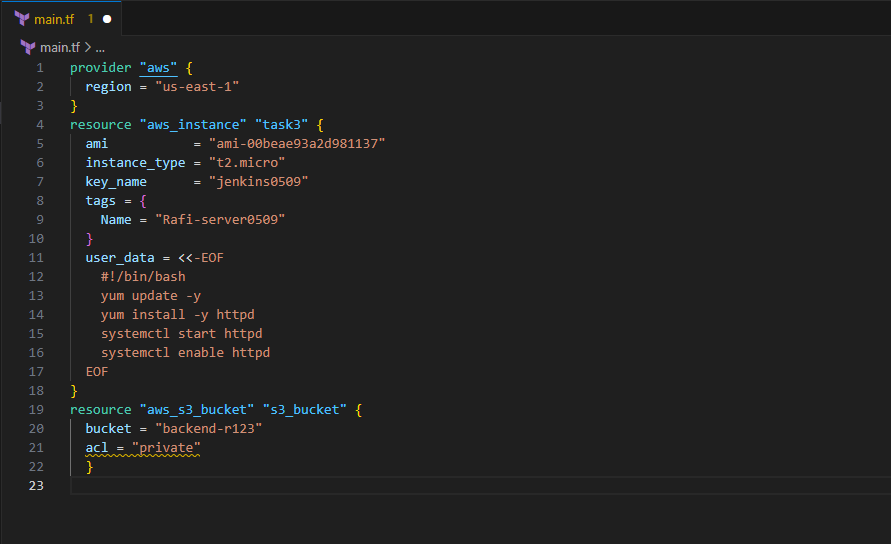 main.tf 1
main.tf > ...
1 provider "aws" {
2   region = "us-east-1"
3 }
4 resource "aws_instance" "task3" {
5   ami           = "ami-00beae93a2d981137"
6   instance_type = "t2.micro"
7   key_name      = "jenkins0509"
8   tags = {
9     Name = "Rafi-server0509"
10   }
11   user_data = <<-EOF
12     #!/bin/bash
13     yum update -y
14     yum install -y httpd
15     systemctl start httpd
16     systemctl enable httpd
17   EOF
18 }
19 resource "aws_s3_bucket" "s3_bucket" {
20   bucket = "backend-r123"
21   acl = "private"
22   }
23